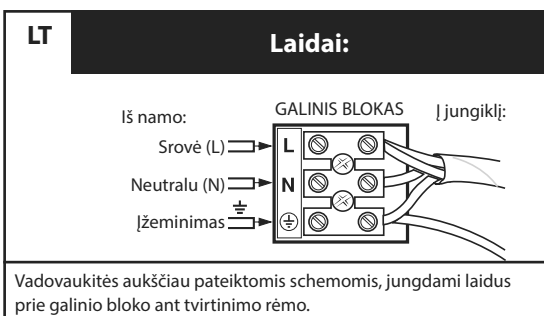 LT
Laidai:
Iš namo:
GALINIS BLOKAS
Į jungiklį:
Srovė (L)
L
Neutralu (N)
N
Įžeminimas
Vadovaukitės aukščiau pateiktomis schemomis, jungdami laidus
prie galinio bloko ant tvirtinimo rėmo.